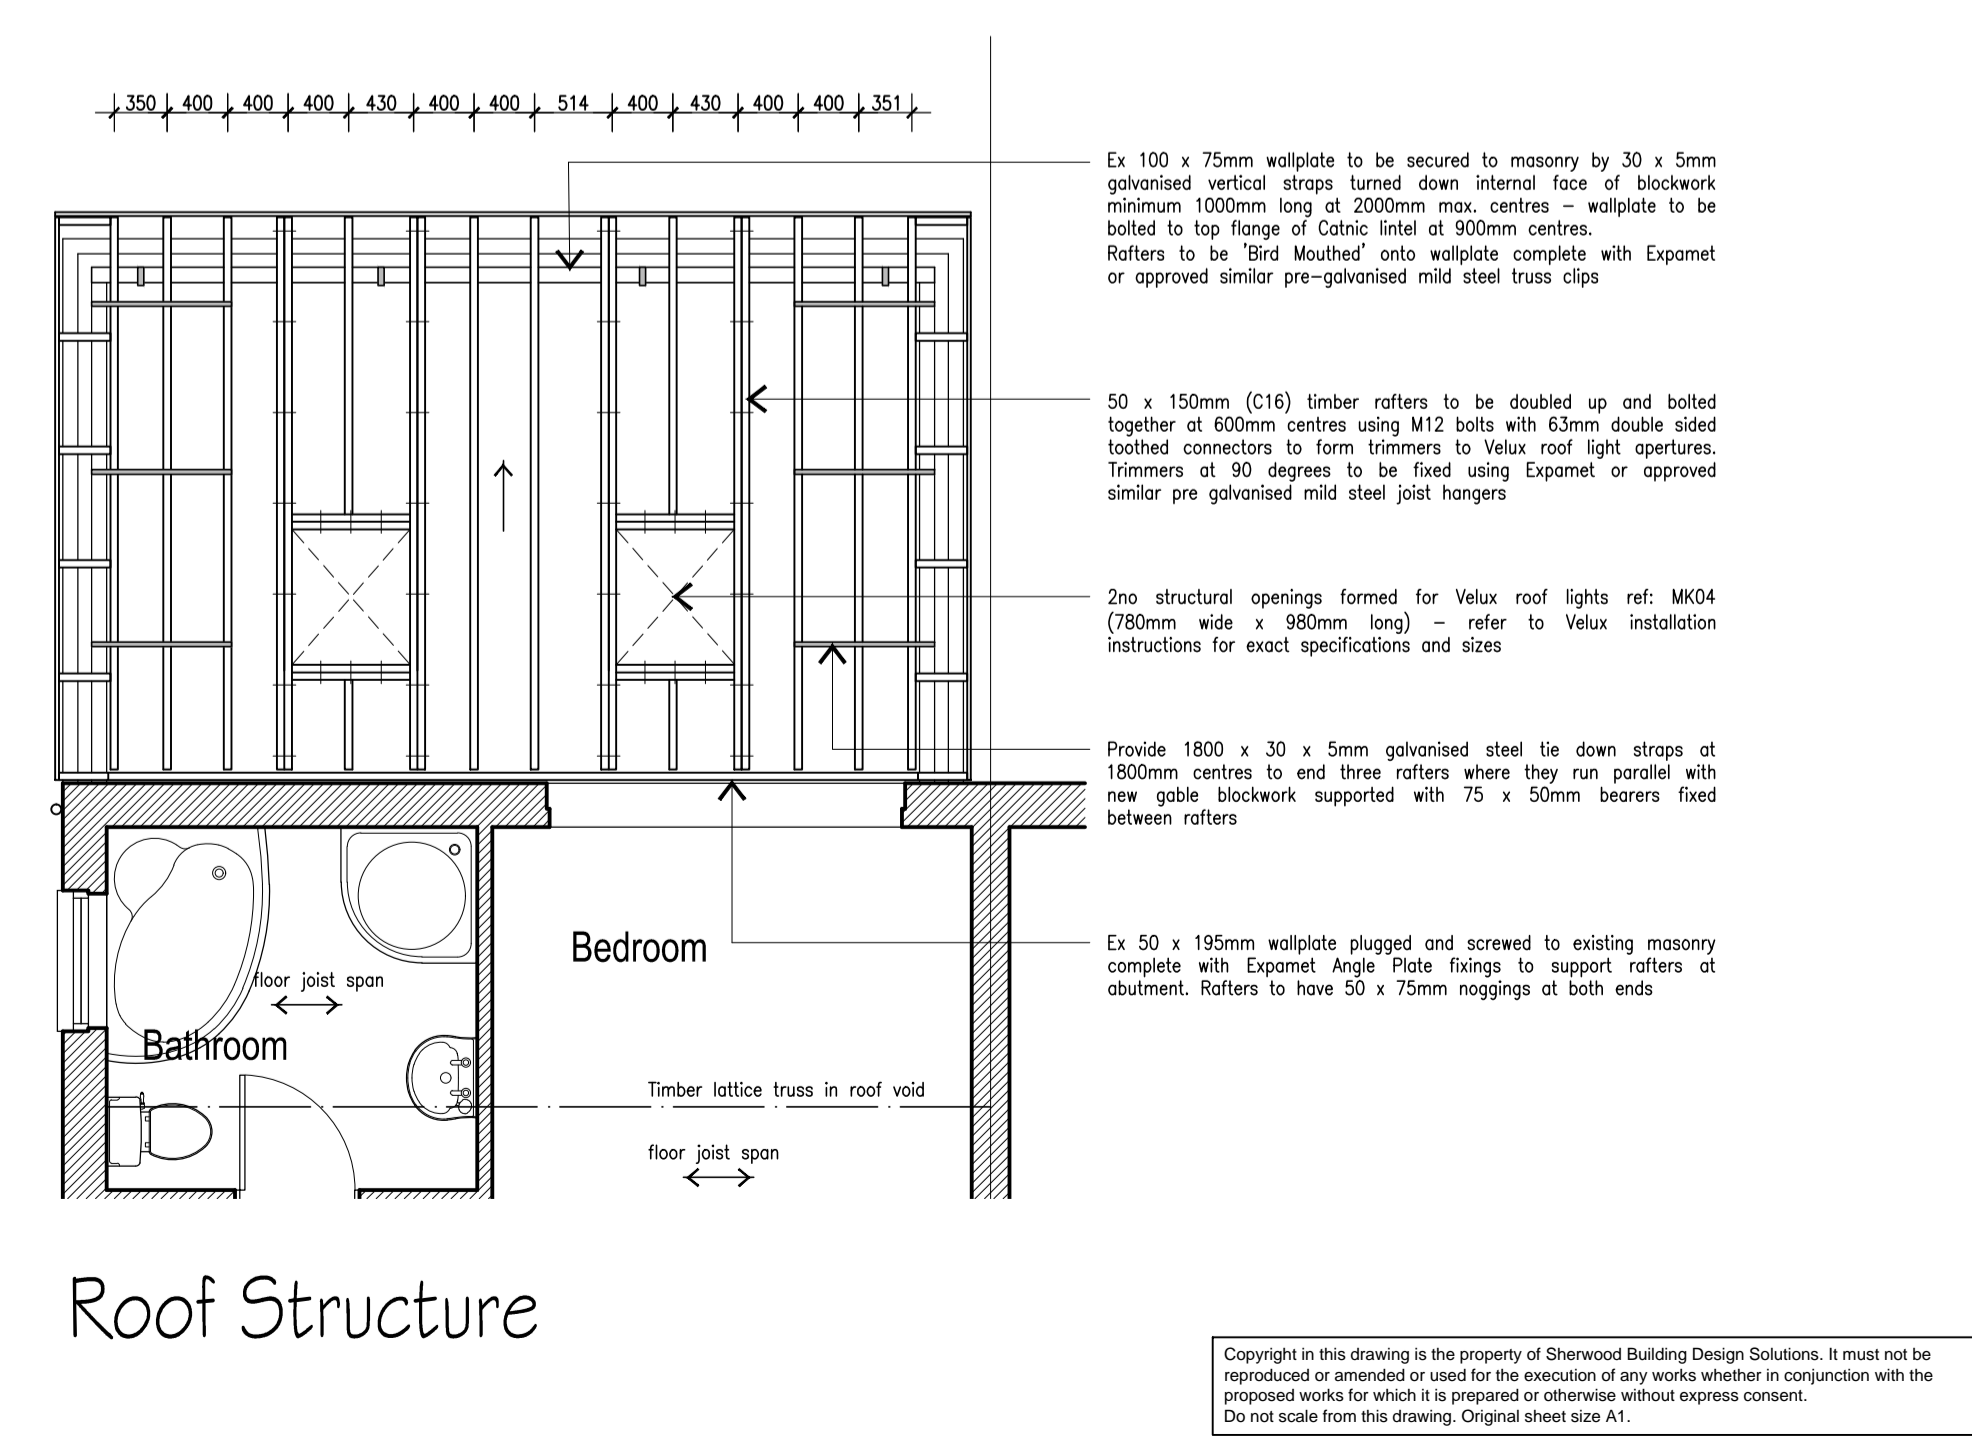 350 400 400 400 430 400 400 514 400 430 400 400 351
Ex 100 x 75mm wallplate to be secured to masonry by 30 x 5mm
galvanised vertical straps turned down internal face of blockwork
minimum 1000mm long at 2000mm max. centres – wallplate to be
bolted to top flange of Catnic lintel at 900mm centres.
Rafters to be 'Bird Mouthed' onto wallplate complete with Expamet
or approved similar pre-galvanised mild steel truss clips
50 x 150mm (C16) timber rafters to be doubled up and bolted
together at 600mm centres using M12 bolts with 63mm double sided
toothed connectors to form trimmers to Velux roof light apertures.
Trimmers at 90 degrees to be fixed using Expamet or approved
similar pre galvanised mild steel joist hangers
2no structural openings formed for Velux roof lights ref: MK04
(780mm wide x 980mm long) – refer to Velux installation
instructions for exact specifications and sizes
Provide 1800 x 30 x 5mm galvanised steel tie down straps at
1800mm centres to end three rafters where they run parallel with
new gable blockwork supported with 75 x 50mm bearers fixed
between rafters
Ex 50 x 195mm wallplate plugged and screwed to existing masonry
complete with Expamet Angle Plate fixings to support rafters at
abutment. Rafters to have 50 x 75mm noggings at both ends
Bedroom
floor joist span
Bathroom
Timber lattice truss in roof void
floor joist span
Roof Structure
Copyright in this drawing is the property of Sherwood Building Design Solutions. It must not be
reproduced or amended or used for the execution of any works whether in conjunction with the
proposed works for which it is prepared or otherwise without express consent.
Do not scale from this drawing. Original sheet size A1.